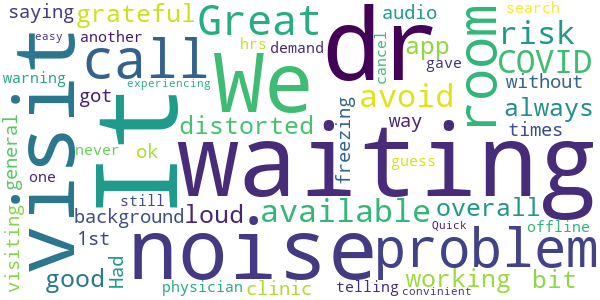 saying
grateful
Great
dr
audio
search
easy
another
hrs
demand
cancel
app
gave
room
risk
COVID
warning
call
We
experiencing
visit
got
It
avoid
without
always
general
never
ok
distorted
freezing
way
times
waiting
guess
one
still
background
loud
available
overall
offline
visiting
1st
noise
problem
Quick
good
Had
physician
clinic
telling
working
bit
convinient